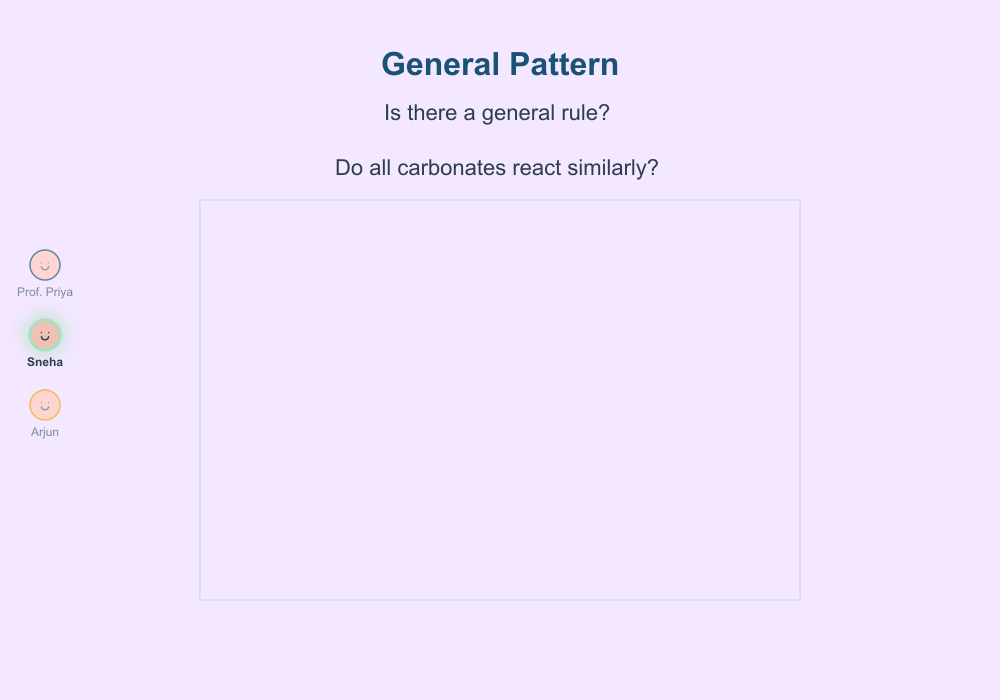 General Pattern
Is there a general rule?
Do all carbonates react similarly?
Prof. Priya
Sneha
Arjun